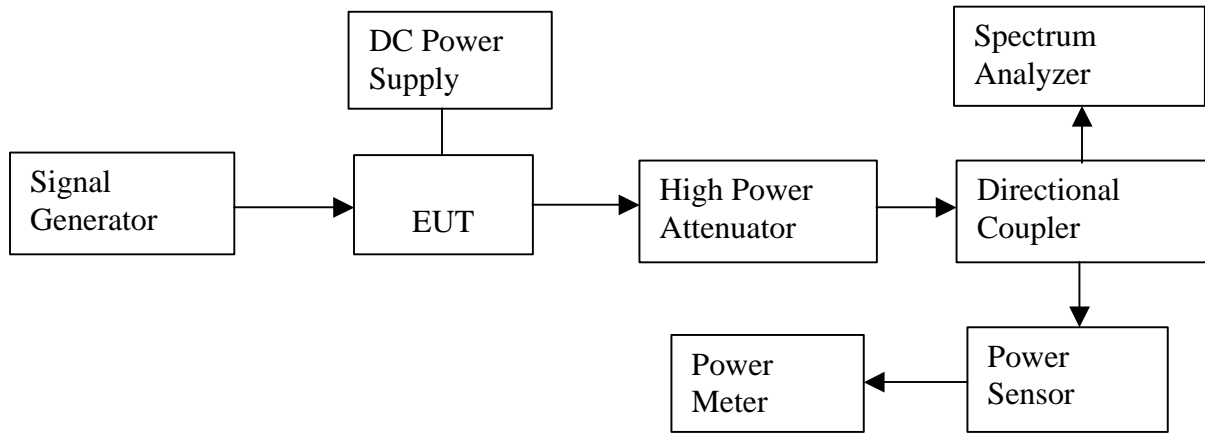 DC Power
Supply
Spectrum
Analyzer
Signal
Generator
EUT
High Power
Attenuator
Directional
Coupler
Power
Meter
Power
Sensor